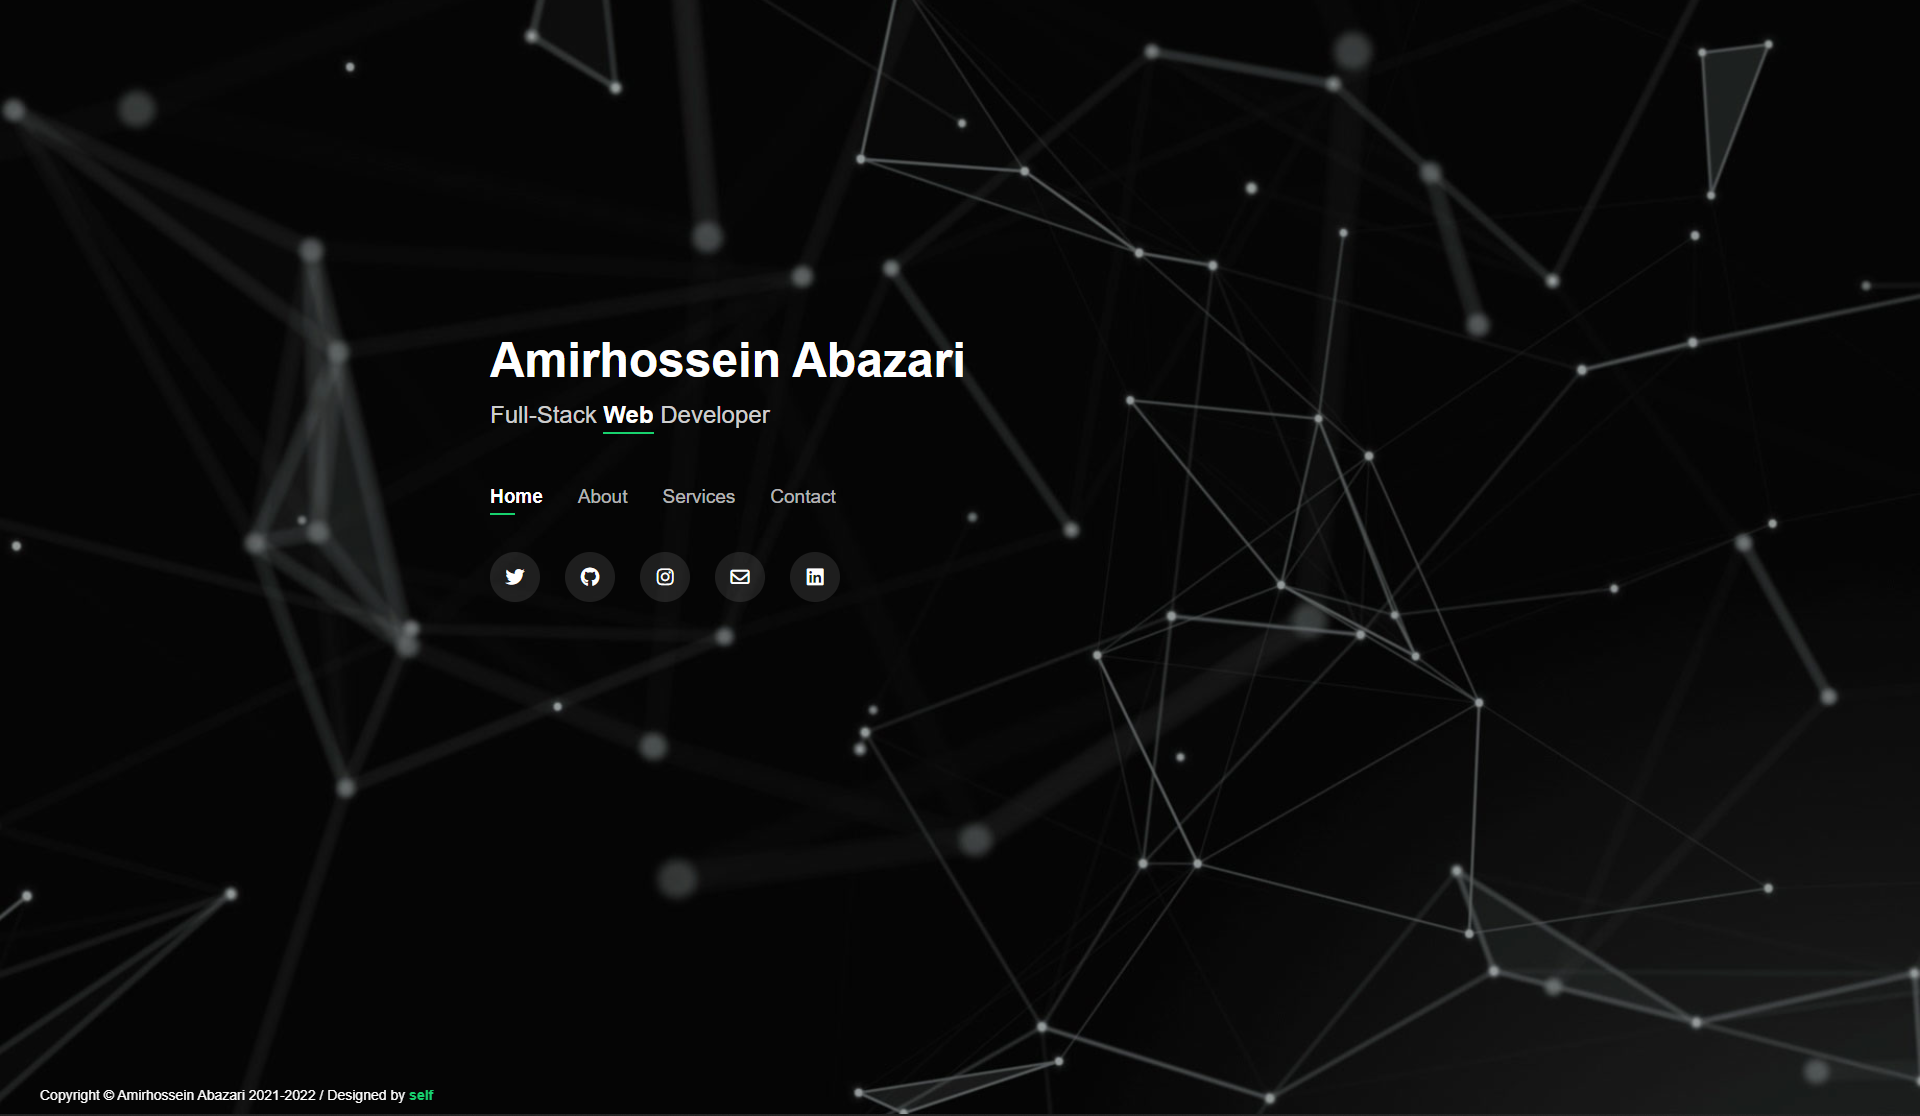 Amirhossein Abazari
Full-Stack Web Developer
Home About Services Contact
Copyright © Amirhossein Abazari 2021-2022 / Designed by self